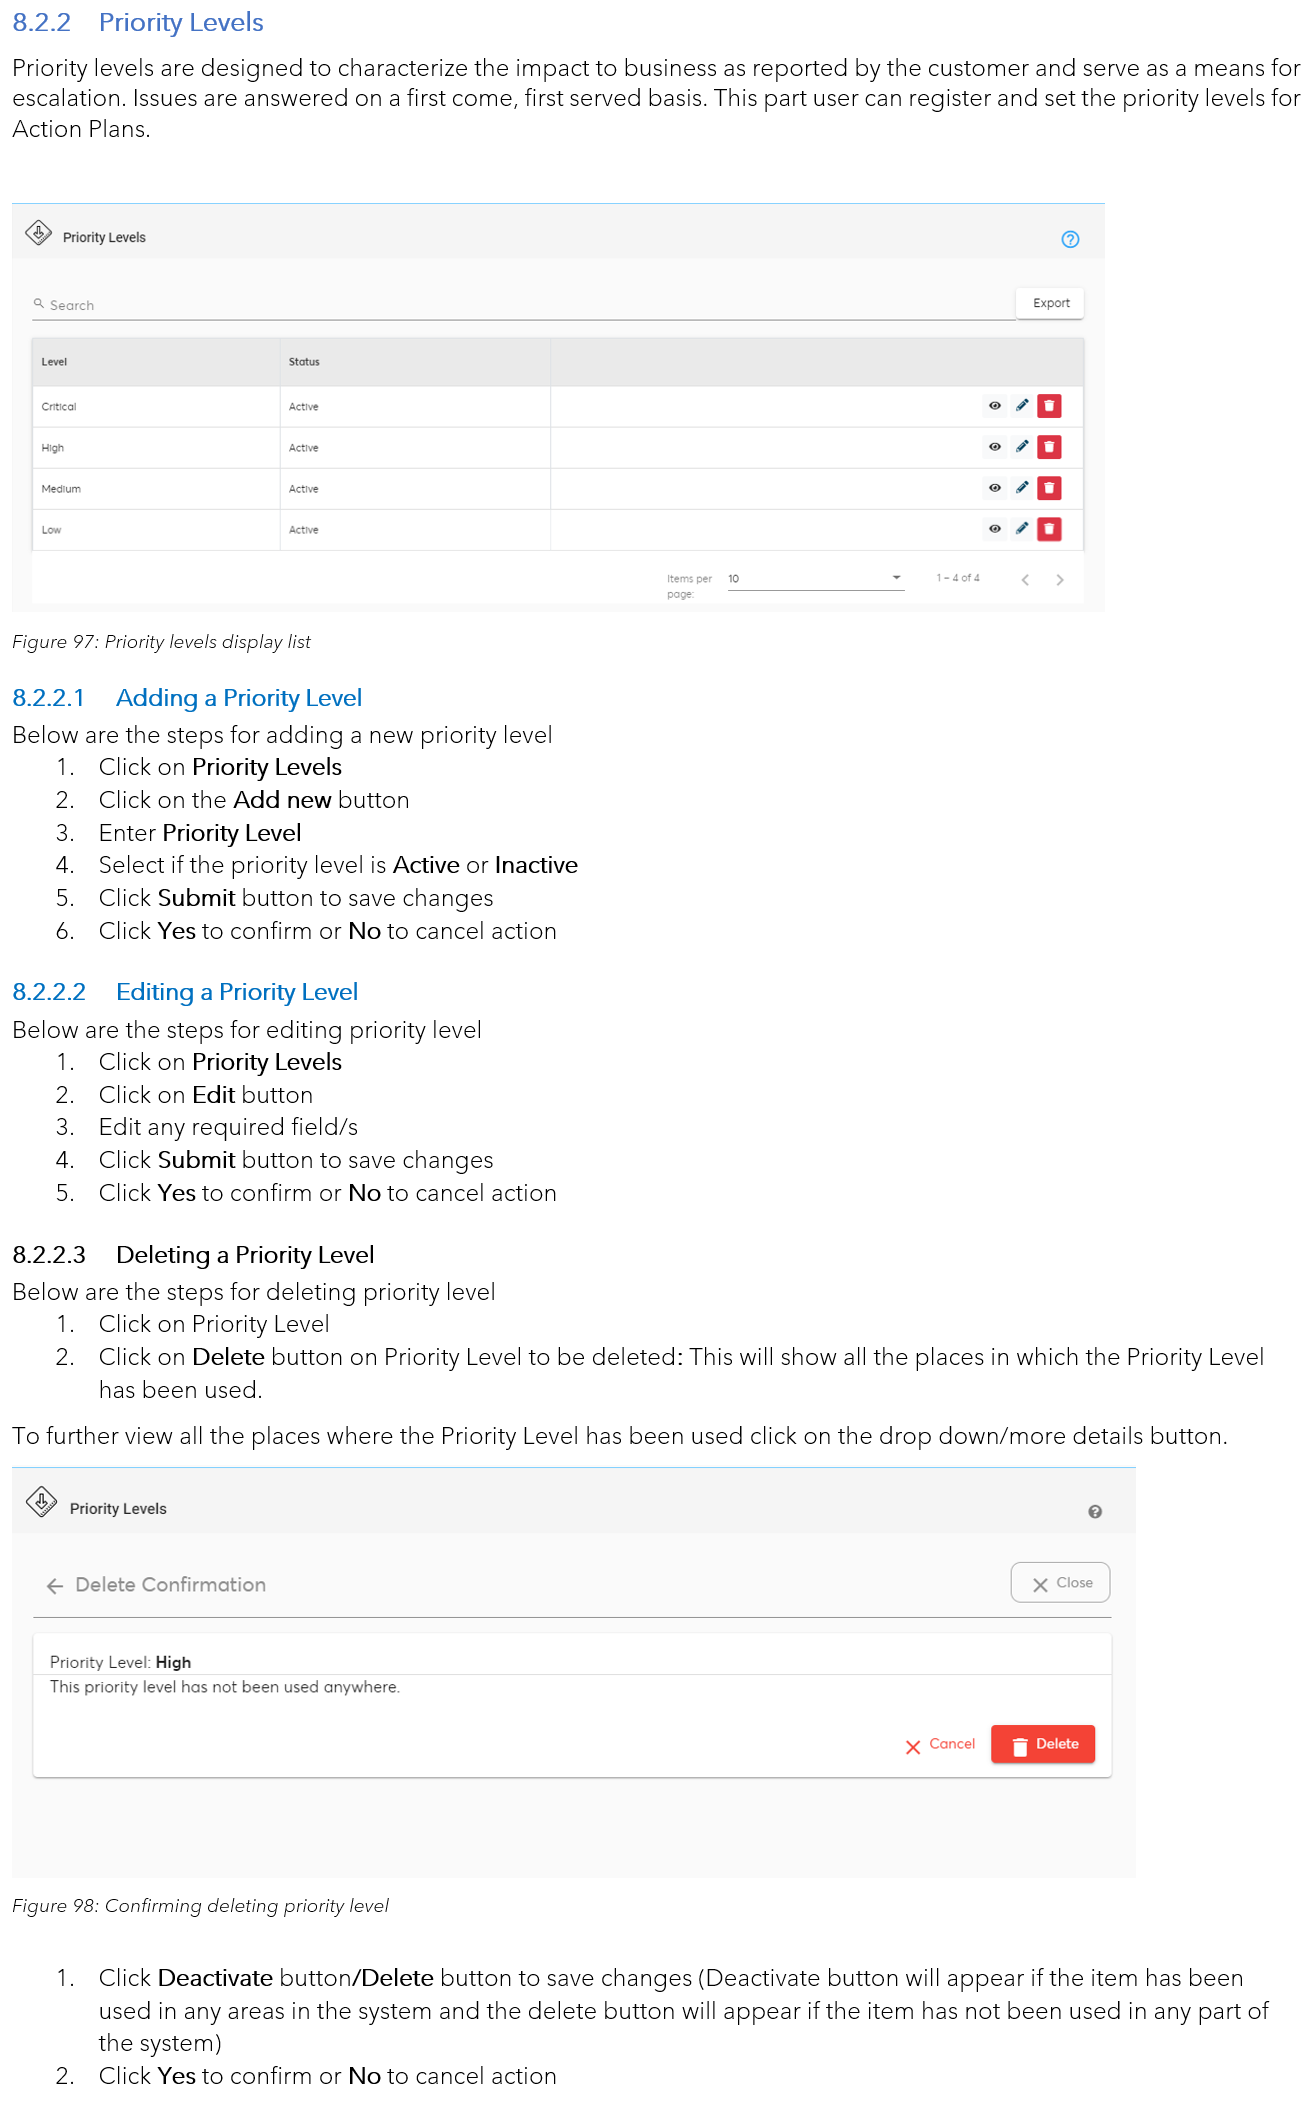 8.2.2 Priority Levels
Priority levels are designed to characterize the impact to business as reported by the customer and serve as a means for
escalation. Issues are answered on a first come, first served basis. This part user can register and set the priority levels for
Action Plans.
Priority Levels
Search
Export
Level Status
Critical Active
High Active
Medium Active
Low Active
Items per page: 10 1 – 4 of 4
Figure 97: Priority levels display list
8.2.2.1 Adding a Priority Level
Below are the steps for adding a new priority level
1. Click on Priority Levels
2. Click on the Add new button
3. Enter Priority Level
4. Select if the priority level is Active or Inactive
5. Click Submit button to save changes
6. Click Yes to confirm or No to cancel action
8.2.2.2 Editing a Priority Level
Below are the steps for editing priority level
1. Click on Priority Levels
2. Click on Edit button
3. Edit any required field/s
4. Click Submit button to save changes
5. Click Yes to confirm or No to cancel action
8.2.2.3 Deleting a Priority Level
Below are the steps for deleting priority level
1. Click on Priority Level
2. Click on Delete button on Priority Level to be deleted: This will show all the places in which the Priority Level
has been used.
To further view all the places where the Priority Level has been used click on the drop down/more details button.
Priority Levels
Delete Confirmation
Close
Priority Level: High
This priority level has not been used anywhere.
Cancel Delete
Figure 98: Confirming deleting priority level
1. Click Deactivate button/Delete button to save changes (Deactivate button will appear if the item has been
used in any areas in the system and the delete button will appear if the item has not been used in any part of
the system)
2. Click Yes to confirm or No to cancel action